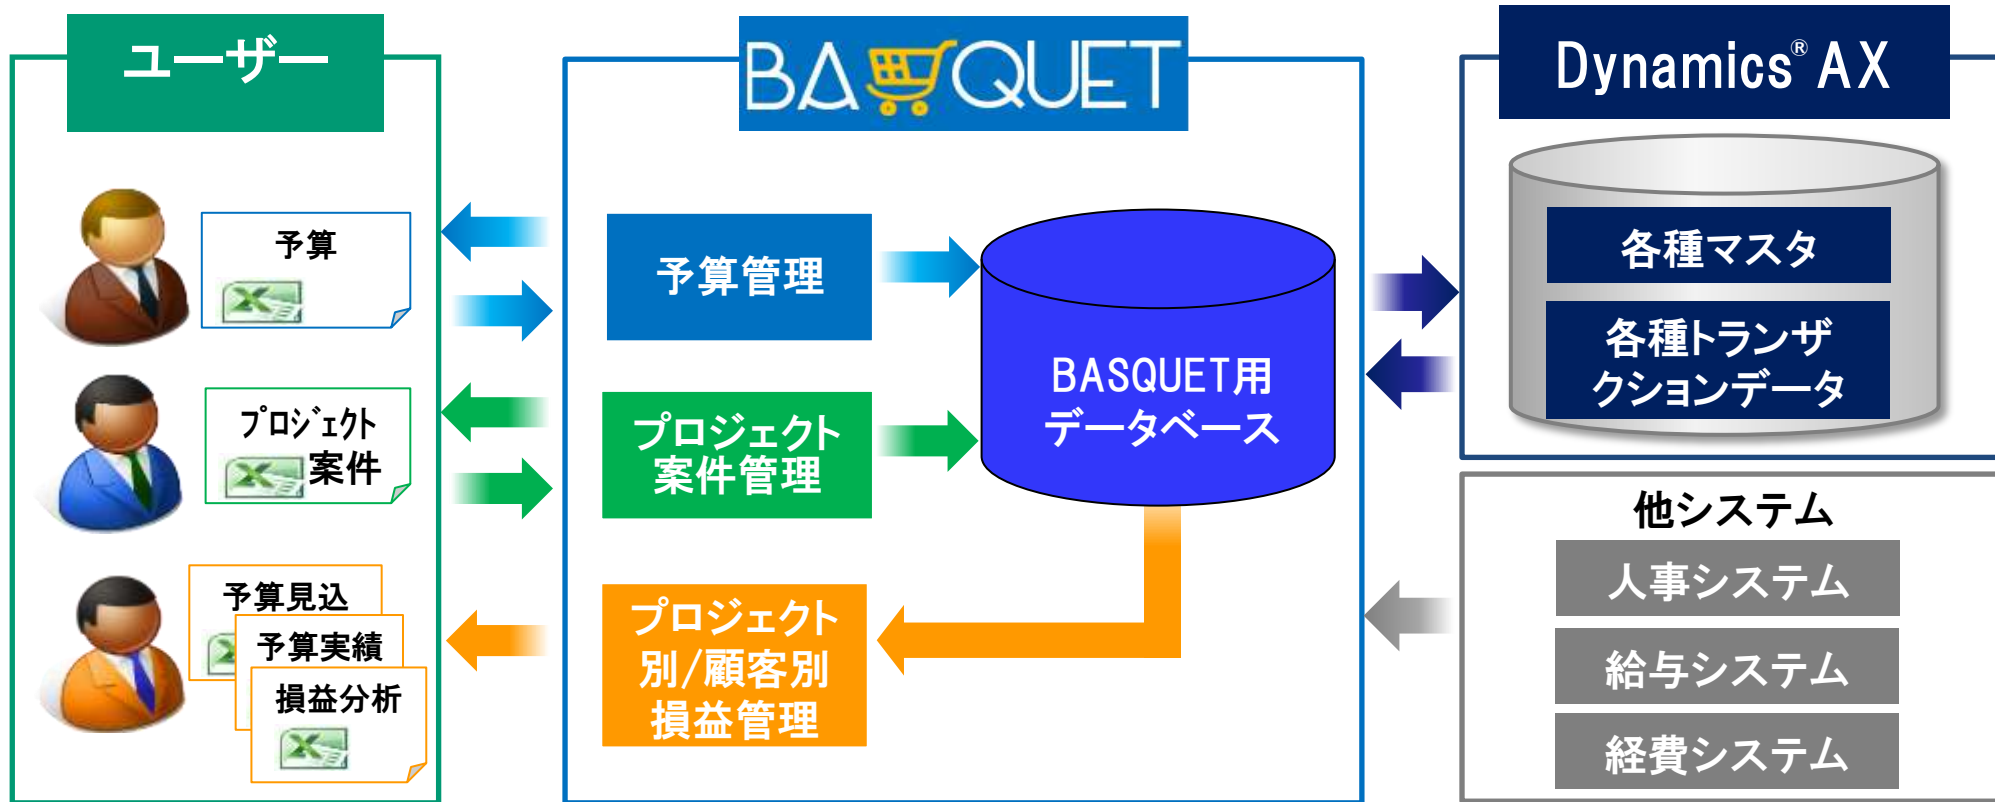 ユーザー
予算
プロジェクト
案件
予算見込
予算実績
損益分析
BASQUET
予算管理
プロジェクト
案件管理
プロジェクト
別/顧客別
損益管理
BASQUET用
データベース
Dynamics® AX
各種マスタ
各種トランザ
クションデータ
他システム
人事システム
給与システム
経費システム